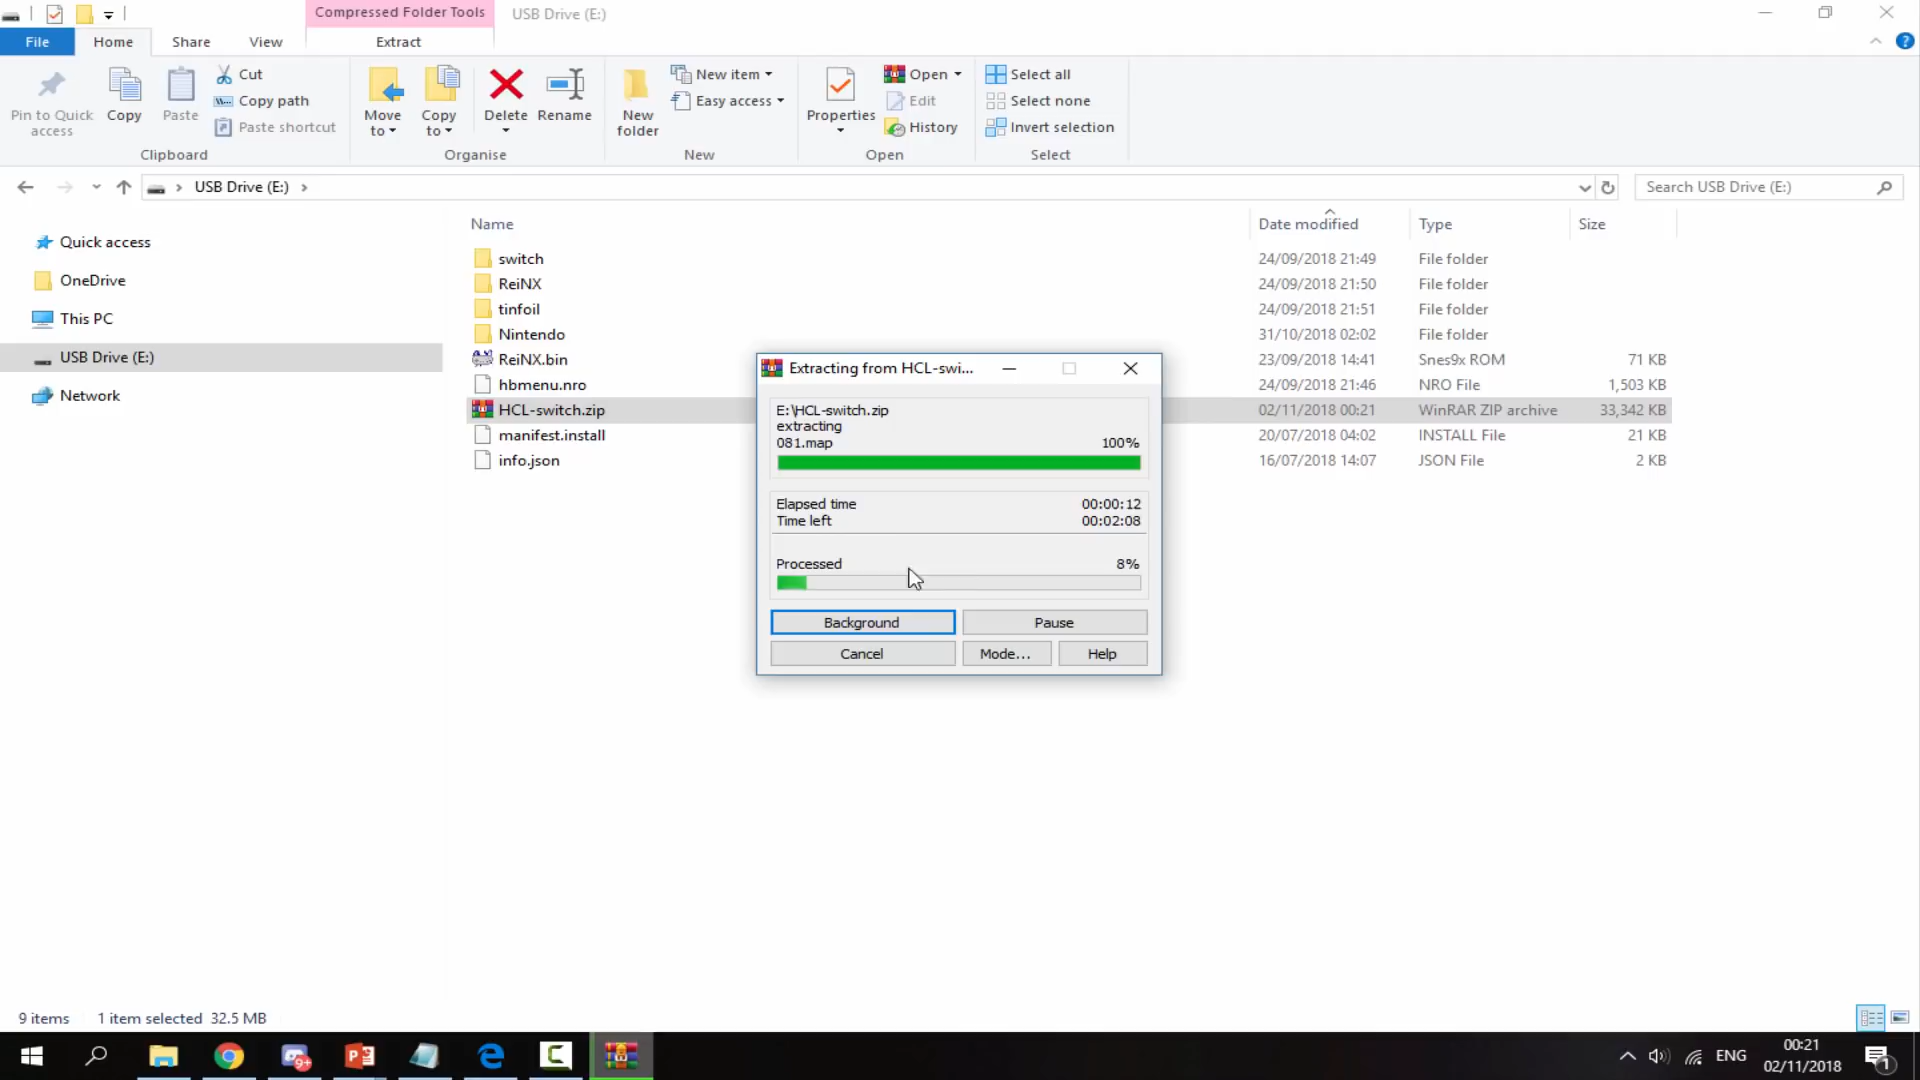 Compressed Folder Tools
USB Drive (E:)
File
Home
Share
View
Extract
Pin to Quick access
Copy
Paste
Cut
Copy path
Paste shortcut
Clipboard
Move to
Copy to
Delete
Rename
Organise
New folder
New item
Easy access
New
Properties
Open
Edit
History
Open
Select all
Select none
Invert selection
Select
USB Drive (E:)
Search USB Drive (E:)
Quick access
OneDrive
This PC
USB Drive (E:)
Network
Name Date modified Type Size
switch 24/09/2018 21:49 File folder
ReiNX 24/09/2018 21:50 File folder
tinfoil 24/09/2018 21:51 File folder
Nintendo 31/10/2018 02:02 File folder
ReiNX.bin 23/09/2018 14:41 Snes9x ROM 71 KB
hbmenu.nro 24/09/2018 21:46 NRO File 1,503 KB
HCL-switch.zip 02/11/2018 00:21 WinRAR ZIP archive 33,342 KB
manifest.install 20/07/2018 04:02 INSTALL File 21 KB
info.json 16/07/2018 14:07 JSON File 2 KB
Extracting from HCL-swi...
E:\HCL-switch.zip
extracting
081.map 100%
Elapsed time 00:00:12
Time left 00:02:08
Processed 8%
Background
Pause
Cancel
Mode...
Help
9 items 1 item selected 32.5 MB
9+
ENG
00:21
02/11/2018
1